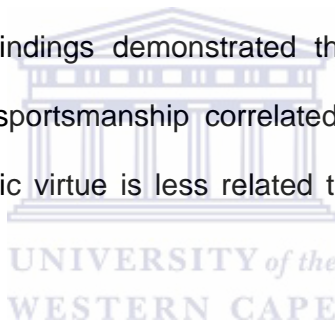 indings demonstrated th
sportsmanship correlated
ic virtue is less related t
UNIVERSITY of the
WESTERN CAPE